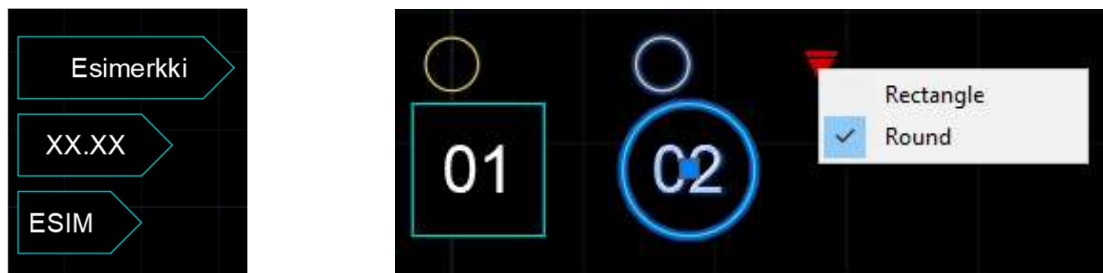 Esimerkki
XX.XX
ESIM
01
02
Rectangle
Round